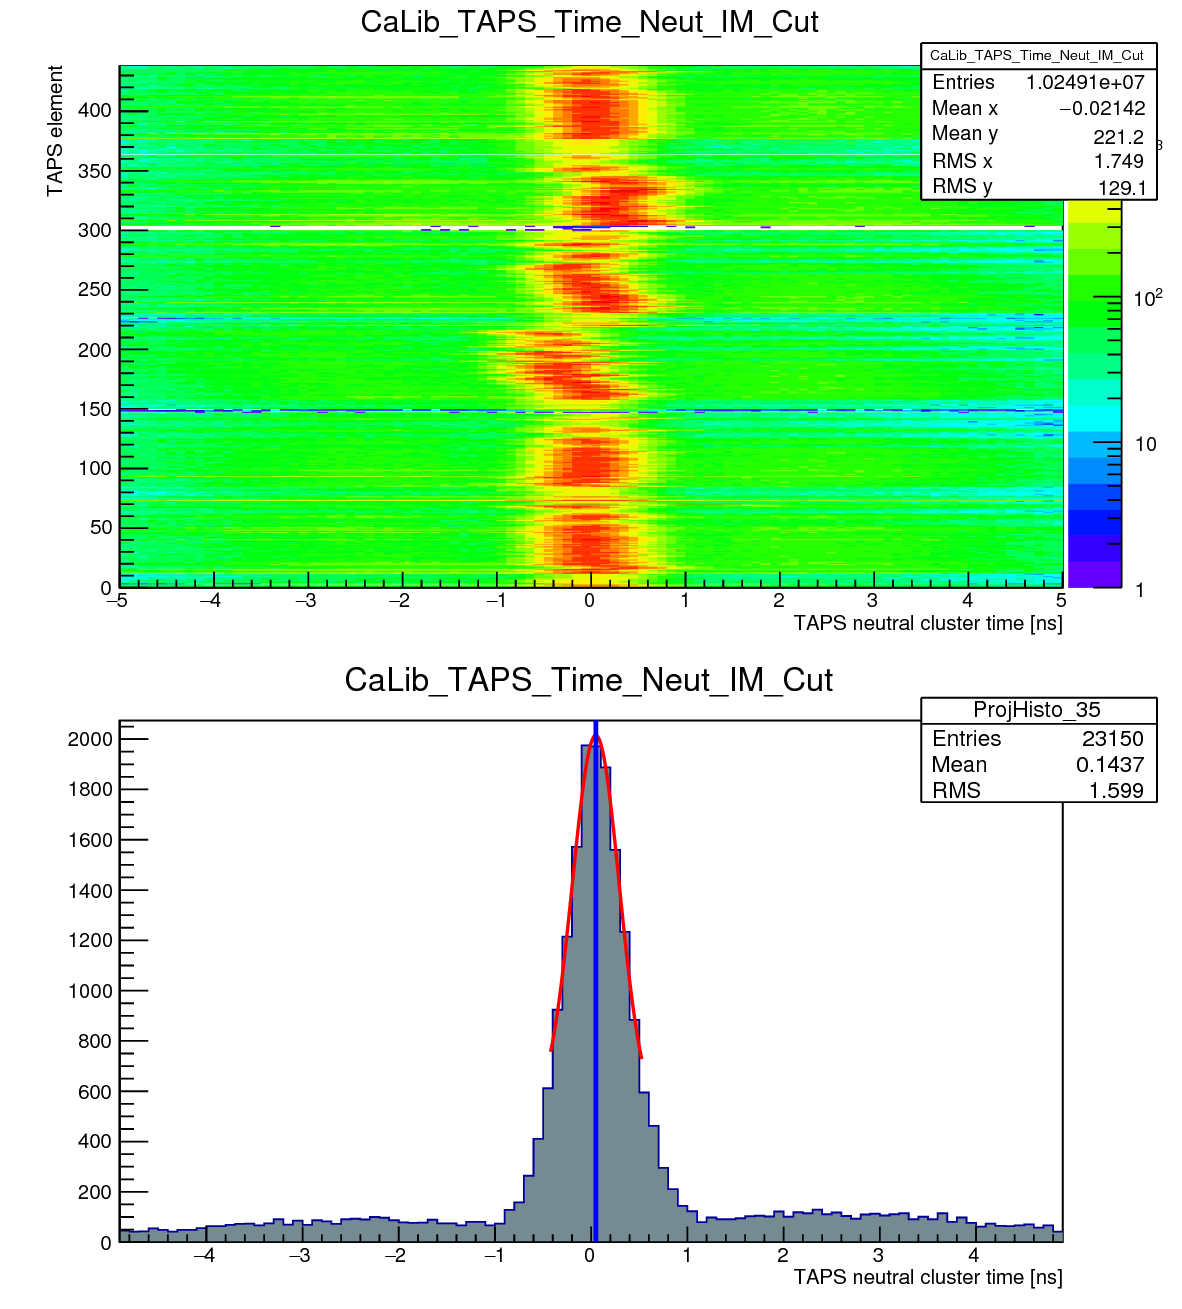 CaLib_TAPS_Time_Neut_IM_Cut
CaLib_TAPS_Time_Neut_IM_Cut
Entries 1.02491e+07
Mean x −0.02142
Mean y 221.2
RMS x 1.749
RMS y 129.1
3
TAPS element
400
350
300
250
200
150
100
50
0
10²
10
1
−5 −4 −3 −2 −1 0 1 2 3 4 5
TAPS neutral cluster time [ns]
CaLib_TAPS_Time_Neut_IM_Cut
ProjHisto_35
Entries 23150
Mean 0.1437
RMS 1.599
2000
1800
1600
1400
1200
1000
800
600
400
200
0
−4 −3 −2 −1 0 1 2 3 4
TAPS neutral cluster time [ns]